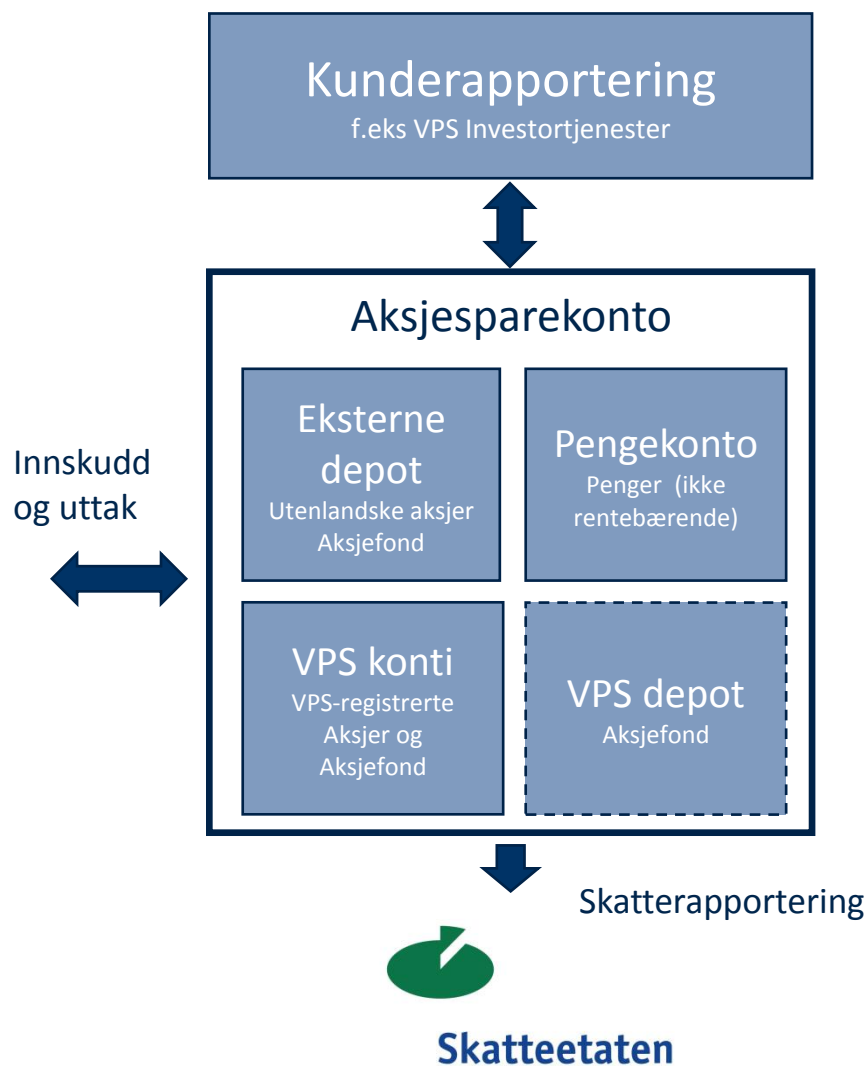 Kunderapportering
f.eks VPS Investortjenester
Aksjesparekonto
Eksterne
depot
Utenlandske aksjer
Aksjefond
Pengekonto
Penger (ikke
rentebærende)
Innskudd
og uttak
VPS konti
VPS-registrerte
Aksjer og
Aksjefond
VPS depot
Aksjefond
Skatterapportering
Skatteetaten